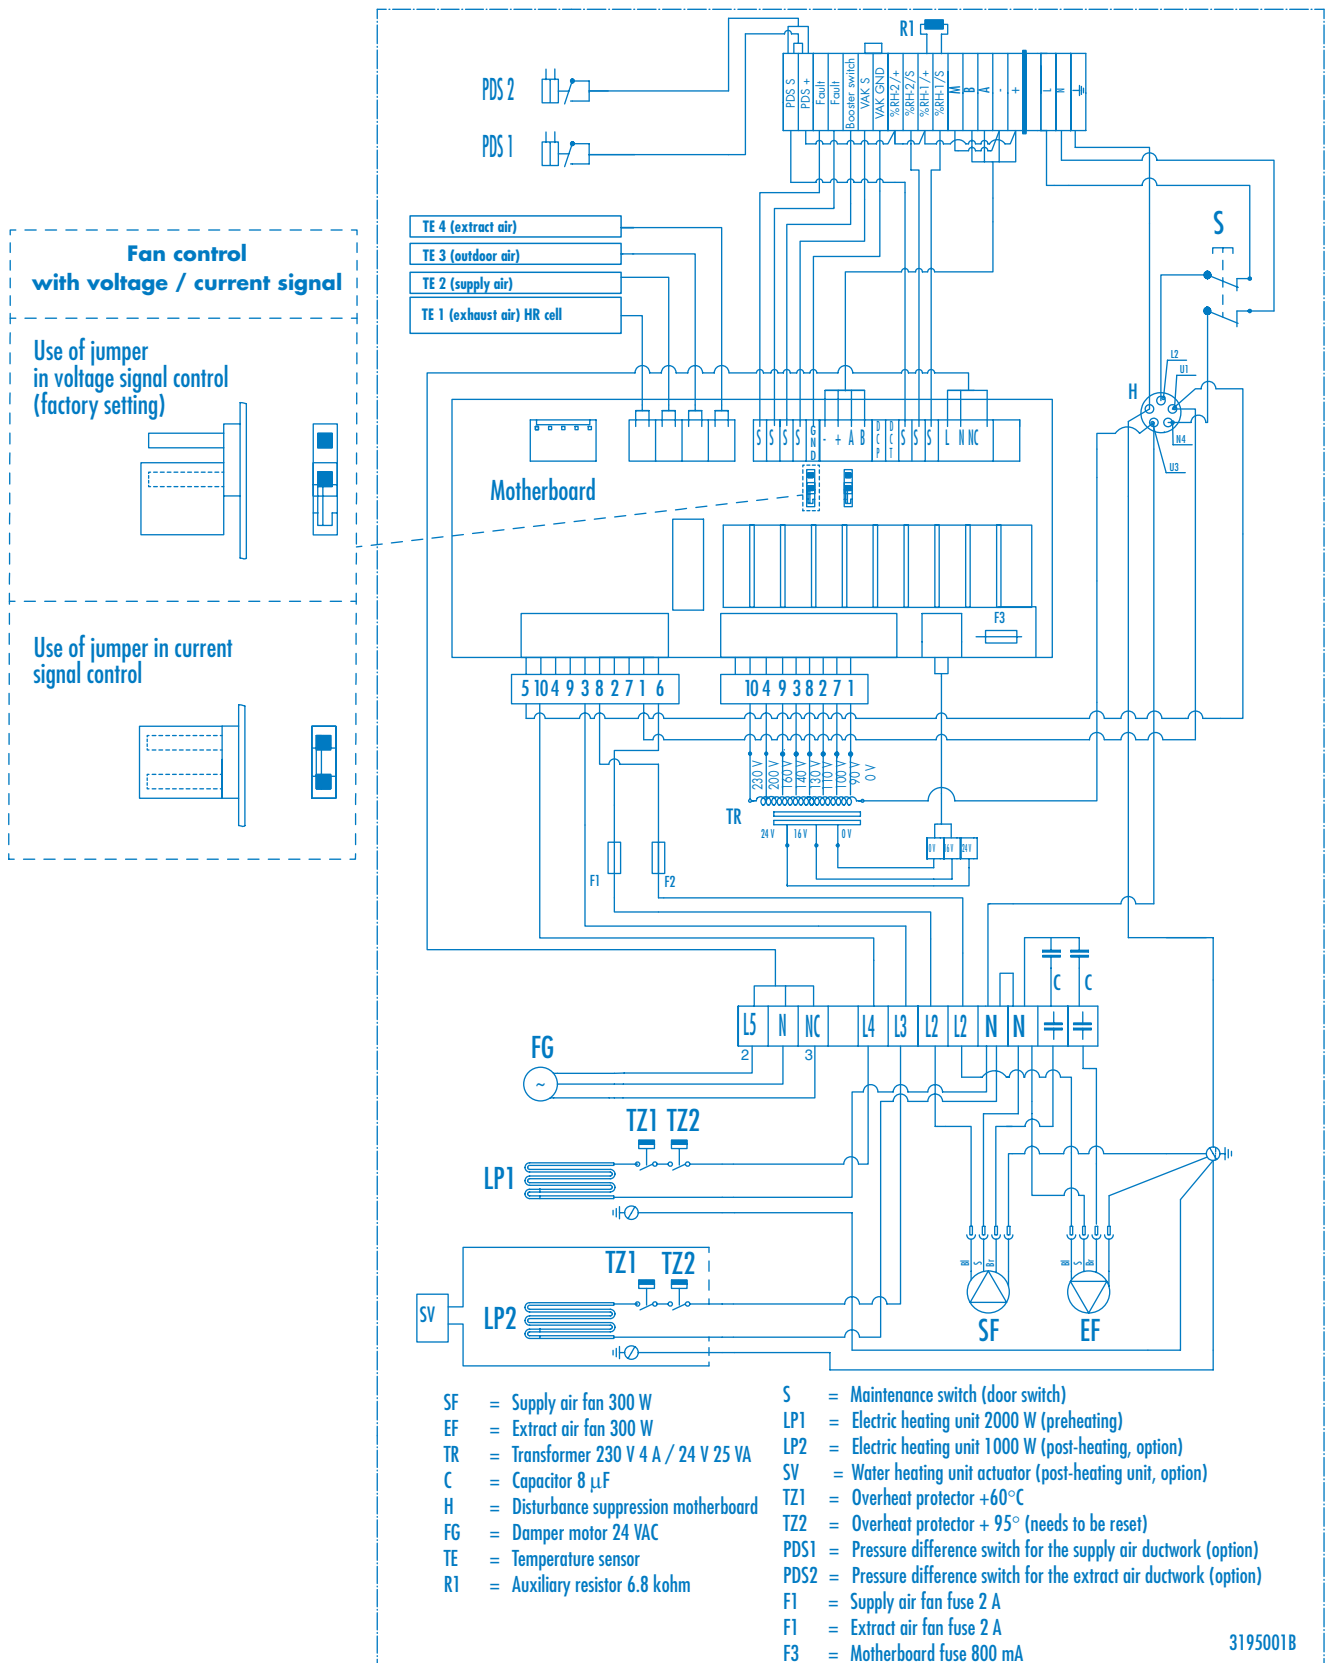 R1
PDS 2
PDS 1
PDS S
PDS +
Fault
Fault
Booster switch
VAK S
VAK GND
%RH-2/+
%RH-2/S
%RH-1/+
%RH-1/S
M
B
A
-
+
L
N
S
TE 4 (extract air)
TE 3 (outdoor air)
TE 2 (supply air)
TE 1 (exhaust air) HR cell
Fan control
with voltage / current signal
Use of jumper
in voltage signal control
(factory setting)
Use of jumper in current
signal control
H
L2
U1
N4
U3
S S S S GND - + A B DCP DCT S S S L N NC
Motherboard
F3
5 10 4 9 3 8 2 7 1 6
10 4 9 3 8 2 7 1
230 V
200 V
160 V
140 V
130 V
110 V
100 V
90 V
0 V
TR
24 V 16 V 0 V
0V 16V 24V
F1
F2
C C
L5 N NC L4 L3 L2 L2 N N
2 3
FG
~
TZ1 TZ2
LP1
TZ1 TZ2
SV
LP2
S Br
S Br
SF
EF
SF = Supply air fan 300 W
EF = Extract air fan 300 W
TR = Transformer 230 V 4 A / 24 V 25 VA
C = Capacitor 8 μF
H = Disturbance suppression motherboard
FG = Damper motor 24 VAC
TE = Temperature sensor
R1 = Auxiliary resistor 6.8 kohm
S = Maintenance switch (door switch)
LP1 = Electric heating unit 2000 W (preheating)
LP2 = Electric heating unit 1000 W (post-heating, option)
SV = Water heating unit actuator (post-heating unit, option)
TZ1 = Overheat protector +60°C
TZ2 = Overheat protector + 95° (needs to be reset)
PDS1 = Pressure difference switch for the supply air ductwork (option)
PDS2 = Pressure difference switch for the extract air ductwork (option)
F1 = Supply air fan fuse 2 A
F1 = Extract air fan fuse 2 A
F3 = Motherboard fuse 800 mA
3195001B